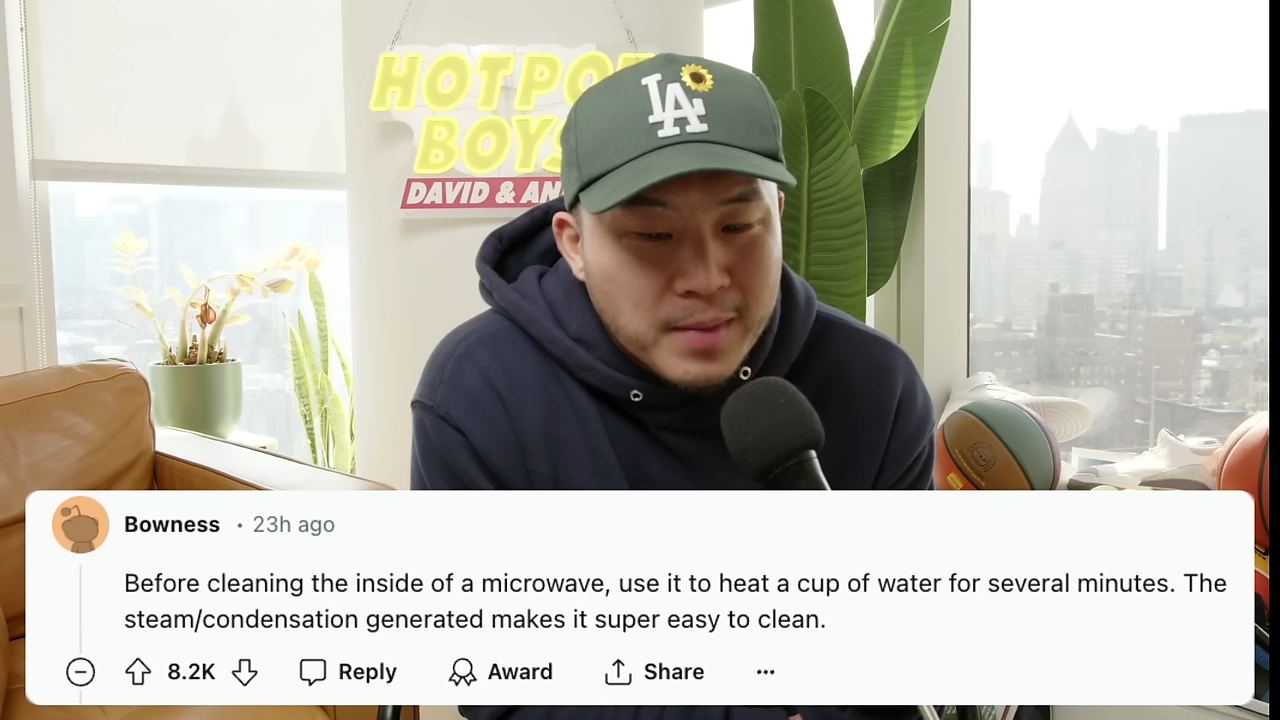 HOTPO
BOYS
DAVID & AN
LA
Bowness • 23h ago
Before cleaning the inside of a microwave, use it to heat a cup of water for several minutes. The
steam/condensation generated makes it super easy to clean.
8.2K Reply Award Share ...